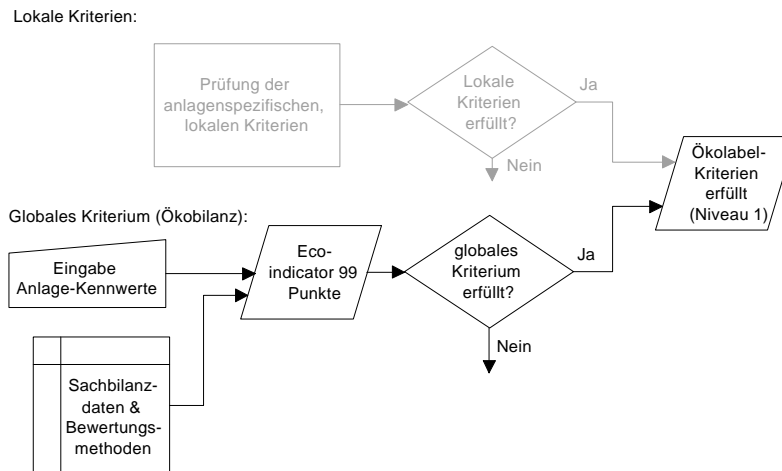 Lokale Kriterien:
Prüfung der
anlagenspezifischen,
lokalen Kriterien
Lokale
Kriterien
erfüllt?
Ja
Nein
Ökolabel-
Kriterien
erfüllt
(Niveau 1)
Globales Kriterium (Ökobilanz):
Eingabe
Anlage-Kennwerte
Eco-
indicator 99
Punkte
globales
Kriterium
erfüllt?
Ja
Nein
Sachbilanz-
daten &
Bewertungs-
methoden